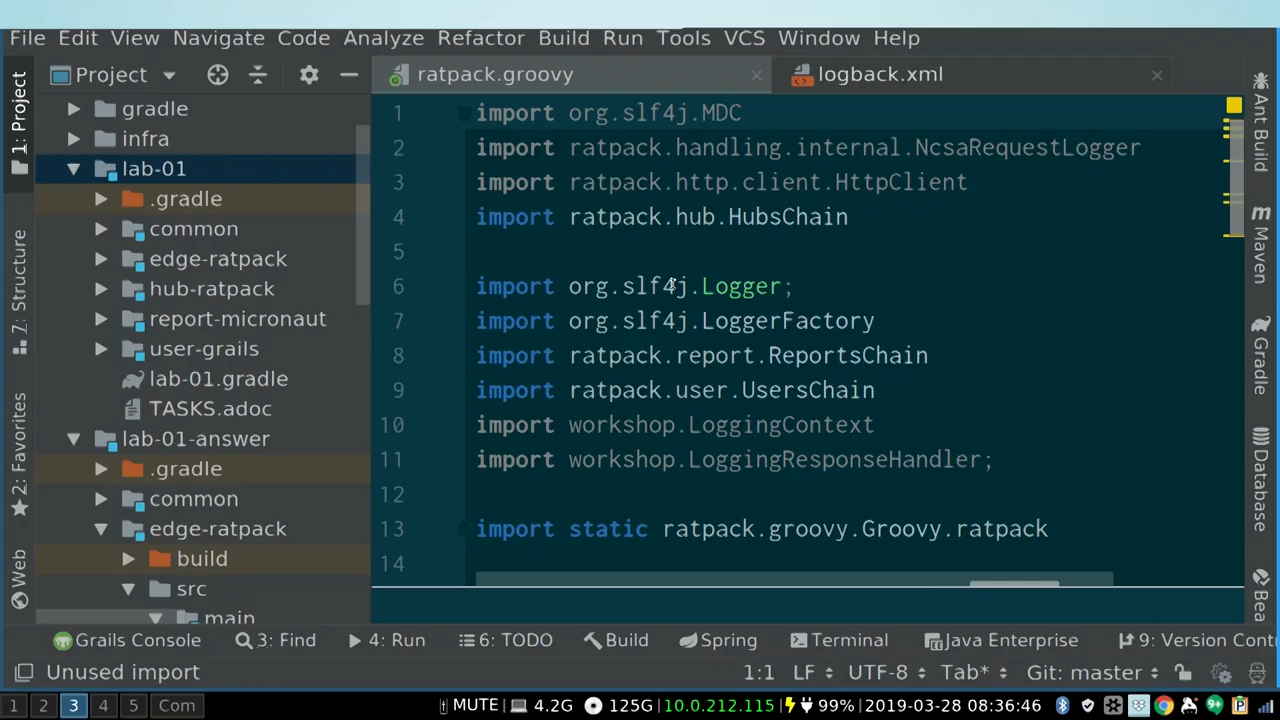 File Edit View Navigate Code Analyze Refactor Build Run Tools VCS Window Help
1: Project
7: Structure
2: Favorites
Web
Project
ratpack.groovy
logback.xml
gradle
infra
lab-01
.gradle
common
edge-ratpack
hub-ratpack
report-micronaut
user-grails
lab-01.gradle
TASKS.adoc
lab-01-answer
.gradle
common
edge-ratpack
build
src
main
1 import org.slf4j.MDC
2 import ratpack.handling.internal.NcsaRequestLogger
3 import ratpack.http.client.HttpClient
4 import ratpack.hub.HubsChain
5
6 import org.slf4j.Logger;
7 import org.slf4j.LoggerFactory
8 import ratpack.report.ReportsChain
9 import ratpack.user.UsersChain
10 import workshop.LoggingContext
11 import workshop.LoggingResponseHandler;
12
13 import static ratpack.groovy.Groovy.ratpack
14
Ant Build
Maven
Gradle
Database
Bea
Grails Console 3: Find 4: Run 6: TODO Build Spring Terminal Java Enterprise 9: Version Contr
Unused import 1:1 LF UTF-8 Tab* Git: master
1 2 3 4 5 Com MUTE 4.2G 125G 10.0.212.115 99% 2019-03-28 08:36:46